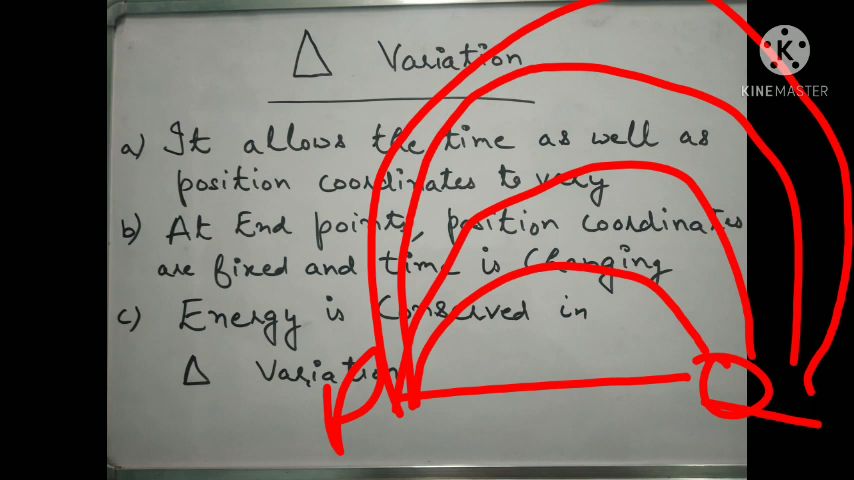 Δ Variation
a) It allows the time as well as
position coordinates to very
b) At End points, position coordinates
are fixed and time is Changing
c) Energy is Conserved in
Δ Variation
K
KINEMASTER